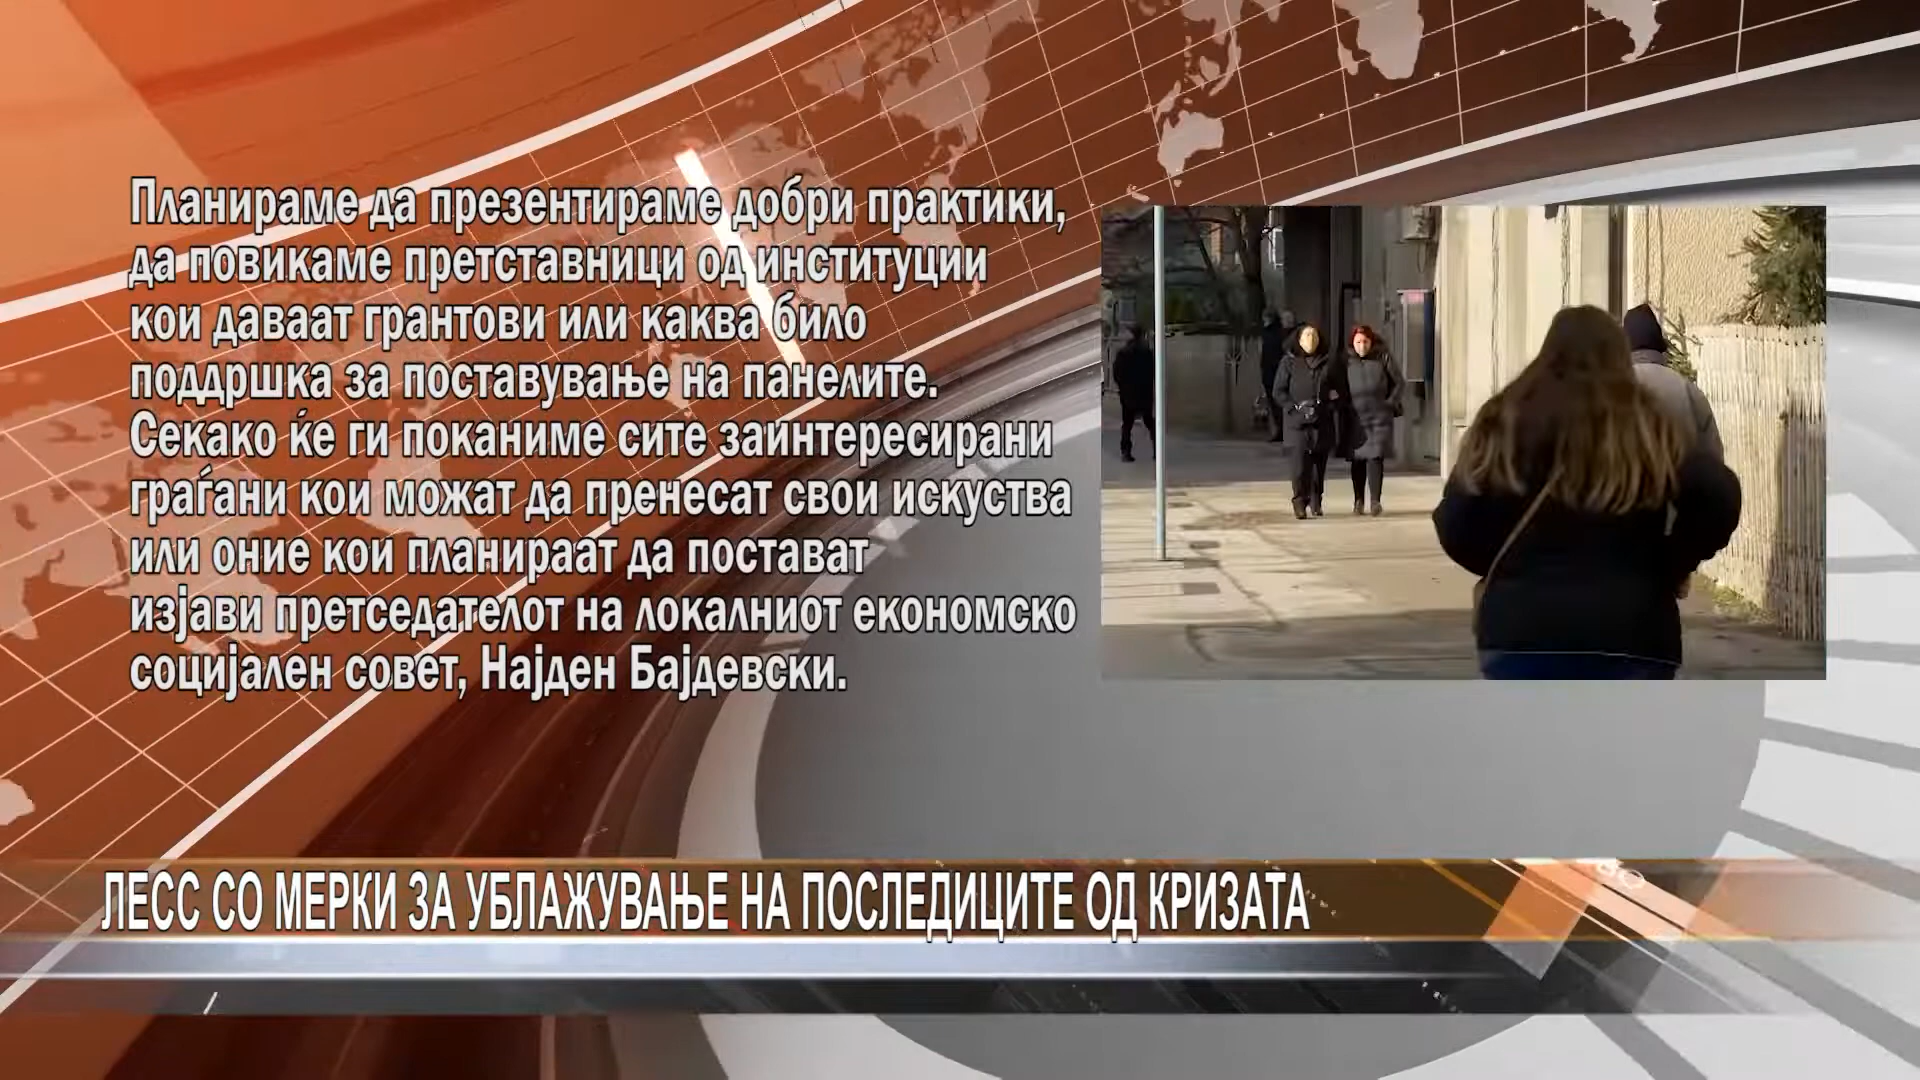 Планираме да презентираме добри практики,
да повикаме претставници од институции
кои даваат грантови или каква било
поддршка за поставување на панелите.
Секако ќе ги поканиме сите заинтересирани
граѓани кои можат да пренесат свои искуства
или оние кои планираат да постават
изјави претседателот на локалниот економско
социјален совет, Најден Бајдевски.
ЛЕСС СО МЕРКИ ЗА УБЛАЖУВАЊЕ НА ПОСЛЕДИЦИТЕ ОД КРИЗАТА